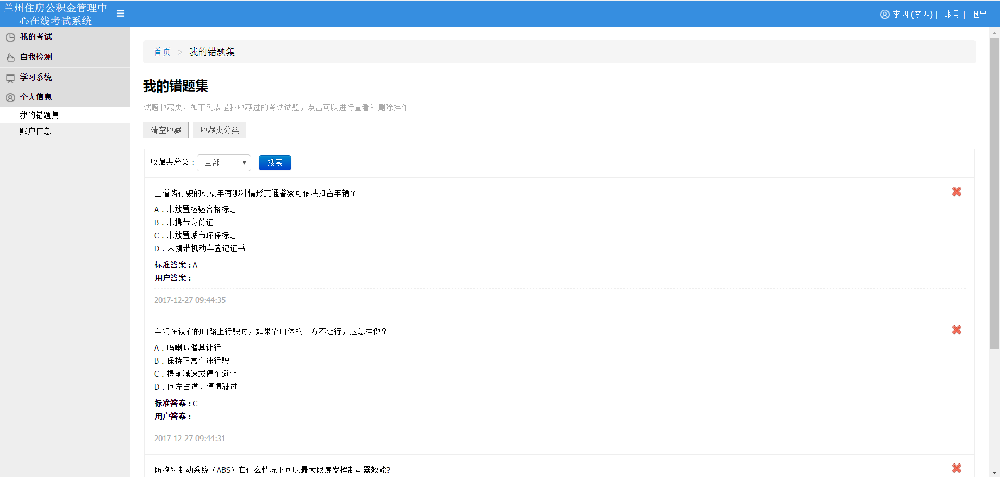 兰州住房公积金管理中
心在线考试系统
李四 (李四) | 账号 | 退出
我的考试
自我检测
学习系统
个人信息
我的错题集
账户信息
首页 > 我的错题集
我的错题集
试题收藏夹，如下列表是我收藏过的考试试题，点击可以进行查看和删除操作
清空收藏 收藏夹分类
收藏夹分类： 全部 搜索
上道路行驶的机动车有哪种情形交通警察可依法扣留车辆？
A．未放置检验合格标志
B．未携带身份证
C．未放置城市环保标志
D．未携带机动车登记证书
标准答案：A
用户答案：
2017-12-27 09:44:35
车辆在较窄的山路上行驶时，如果靠山体的一方不让行，应怎样做？
A．鸣喇叭催其让行
B．保持正常车速行驶
C．提前减速或停车避让
D．向左占道，谨慎驶过
标准答案：C
用户答案：
2017-12-27 09:44:31
防抱死制动系统（ABS）在什么情况下可以最大限度发挥制动器效能?